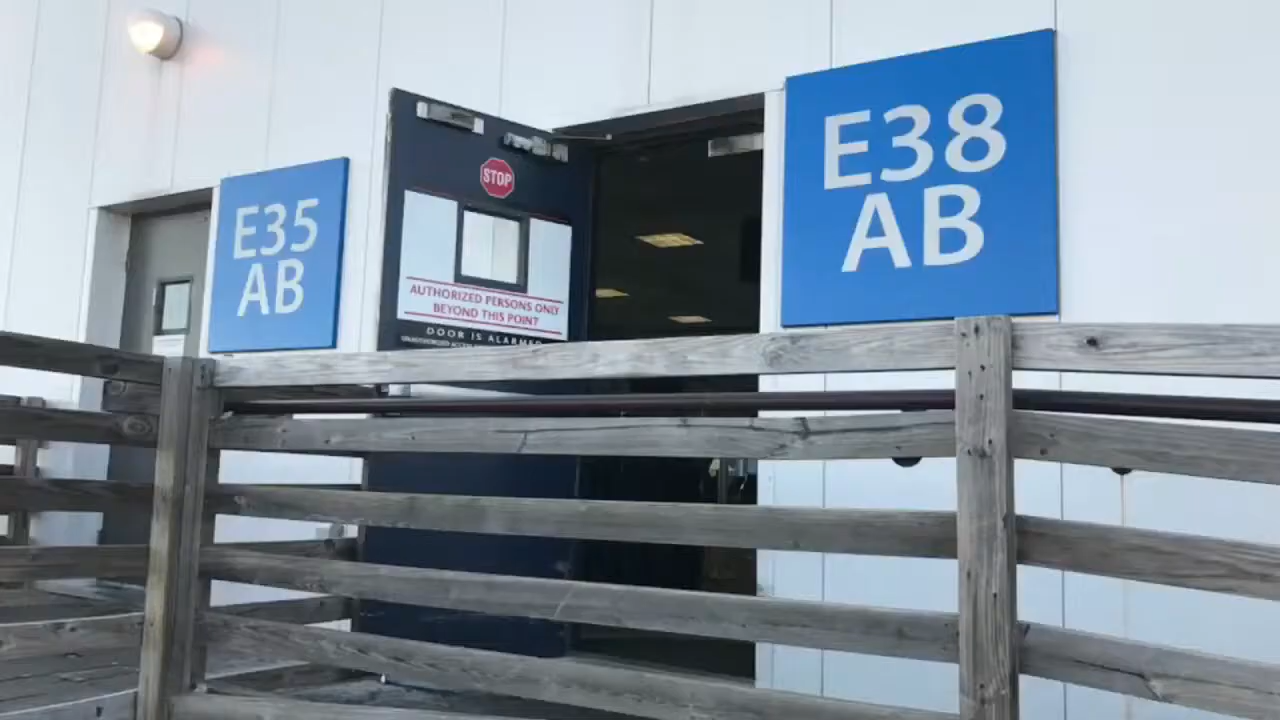 E35
AB
STOP
AUTHORIZED PERSONS ONLY
BEYOND THIS POINT
DOOR IS ALARMED
E38
AB